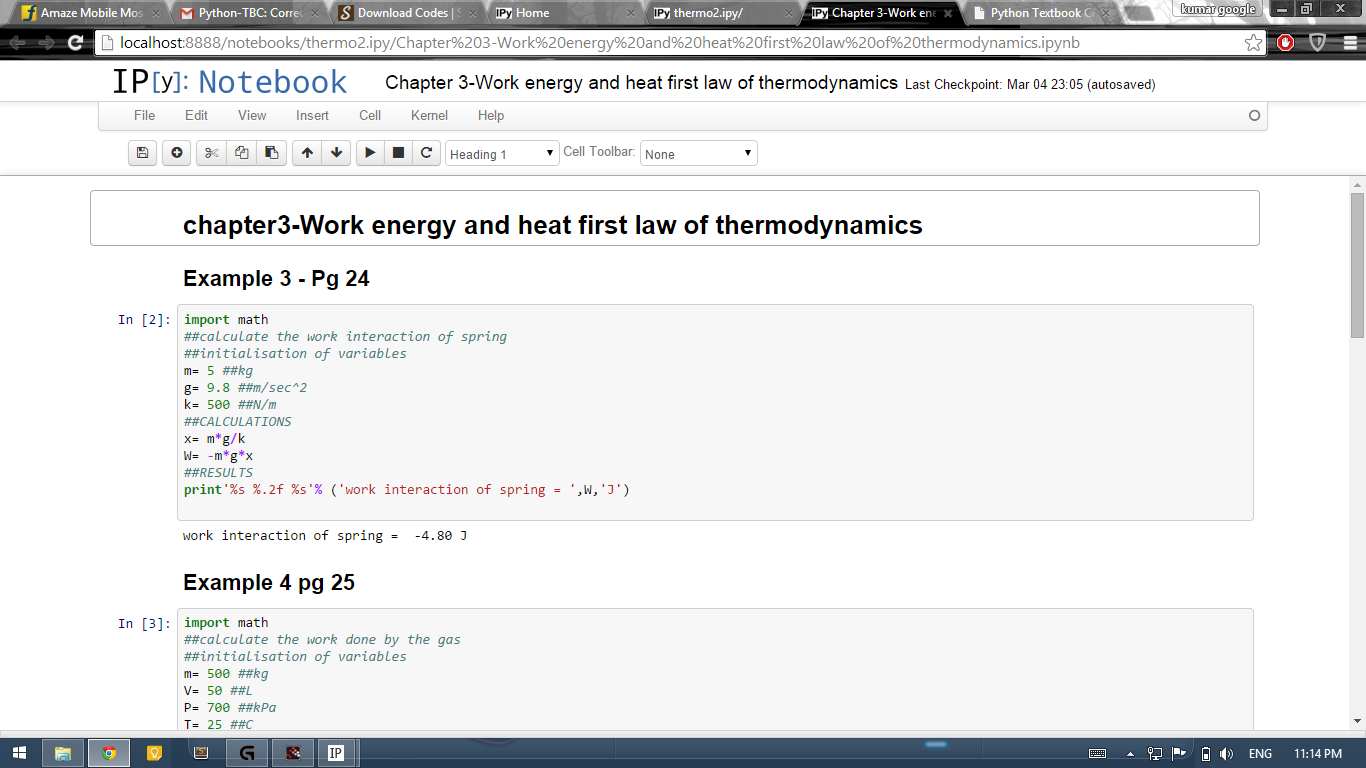 Amaze Mobile Mos
Python-TBC: Correc
Download Codes | S
IPy Home
IPy thermo2.ipy/
IPy Chapter 3-Work ene
Python Textbook C
kumar google
localhost:8888/notebooks/thermo2.ipy/Chapter%203-Work%20energy%20and%20heat%20first%20law%20of%20thermodynamics.ipynb
IP[y]: Notebook
Chapter 3-Work energy and heat first law of thermodynamics Last Checkpoint: Mar 04 23:05 (autosaved)
File Edit View Insert Cell Kernel Help
Heading 1 Cell Toolbar: None
chapter3-Work energy and heat first law of thermodynamics
Example 3 - Pg 24
In [2]: import math
##calculate the work interaction of spring
##initialisation of variables
m= 5 ##kg
g= 9.8 ##m/sec^2
k= 500 ##N/m
##CALCULATIONS
x= m*g/k
W= -m*g*x
##RESULTS
print'%s %.2f %s'% ('work interaction of spring = ',W,'J')
work interaction of spring =  -4.80 J
Example 4 pg 25
In [3]: import math
##calculate the work done by the gas
##initialisation of variables
m= 500 ##kg
V= 50 ##L
P= 700 ##kPa
T= 25 ##C
IP
ENG 11:14 PM